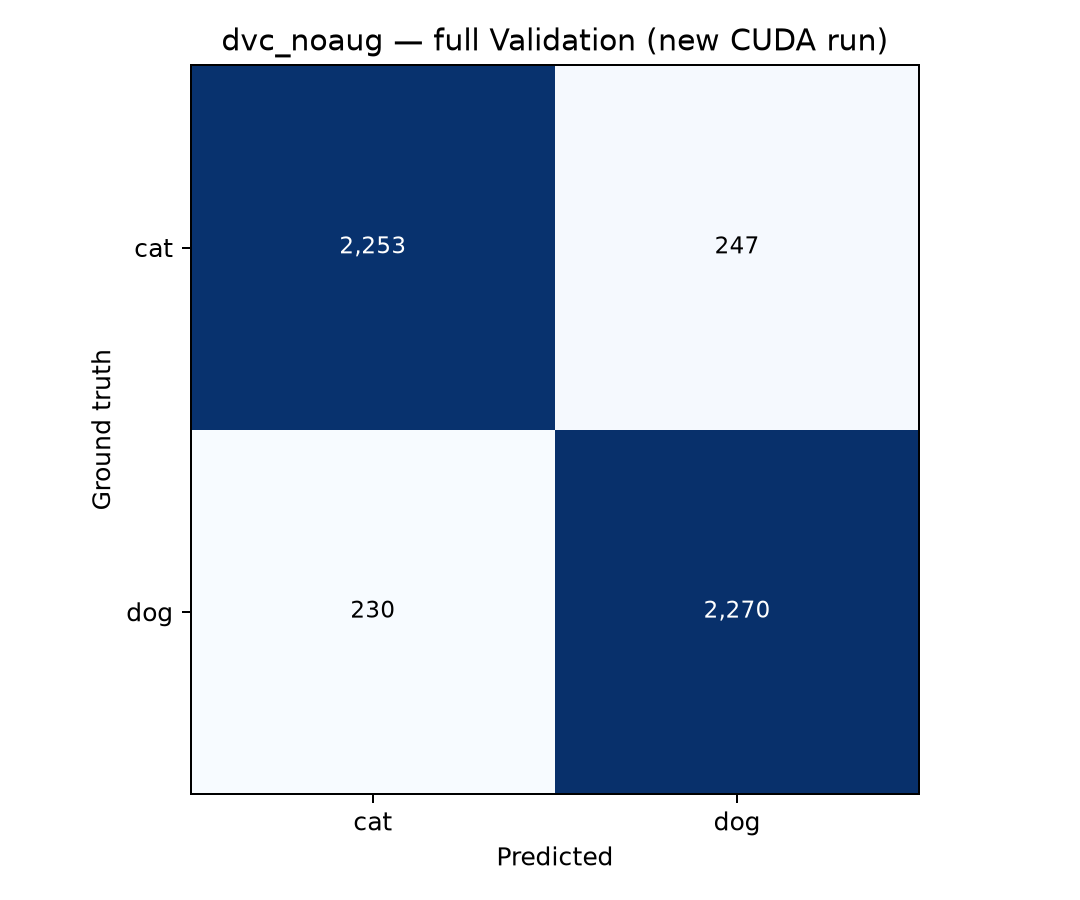 dvc_noaug — full Validation (new CUDA run)
cat
2,253
247
Ground truth
dog
230
2,270
cat
dog
Predicted